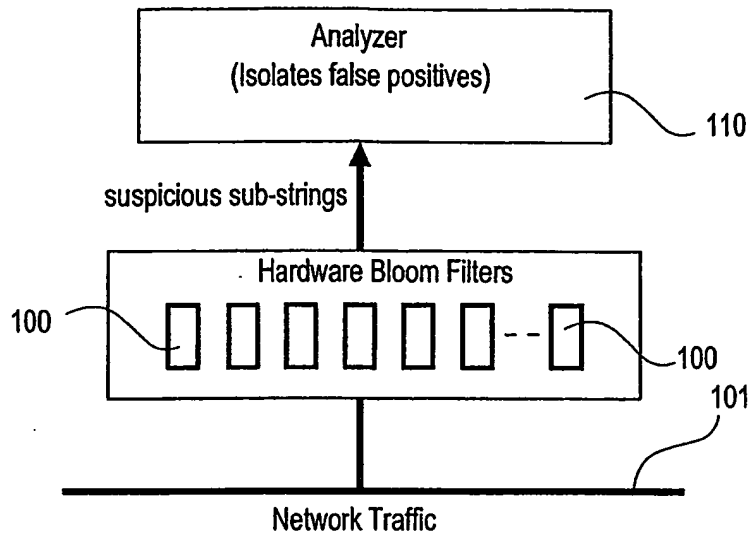 Analyzer
(Isolates false positives)
110
suspicious sub-strings
Hardware Bloom Filters
100
100
101
Network Traffic